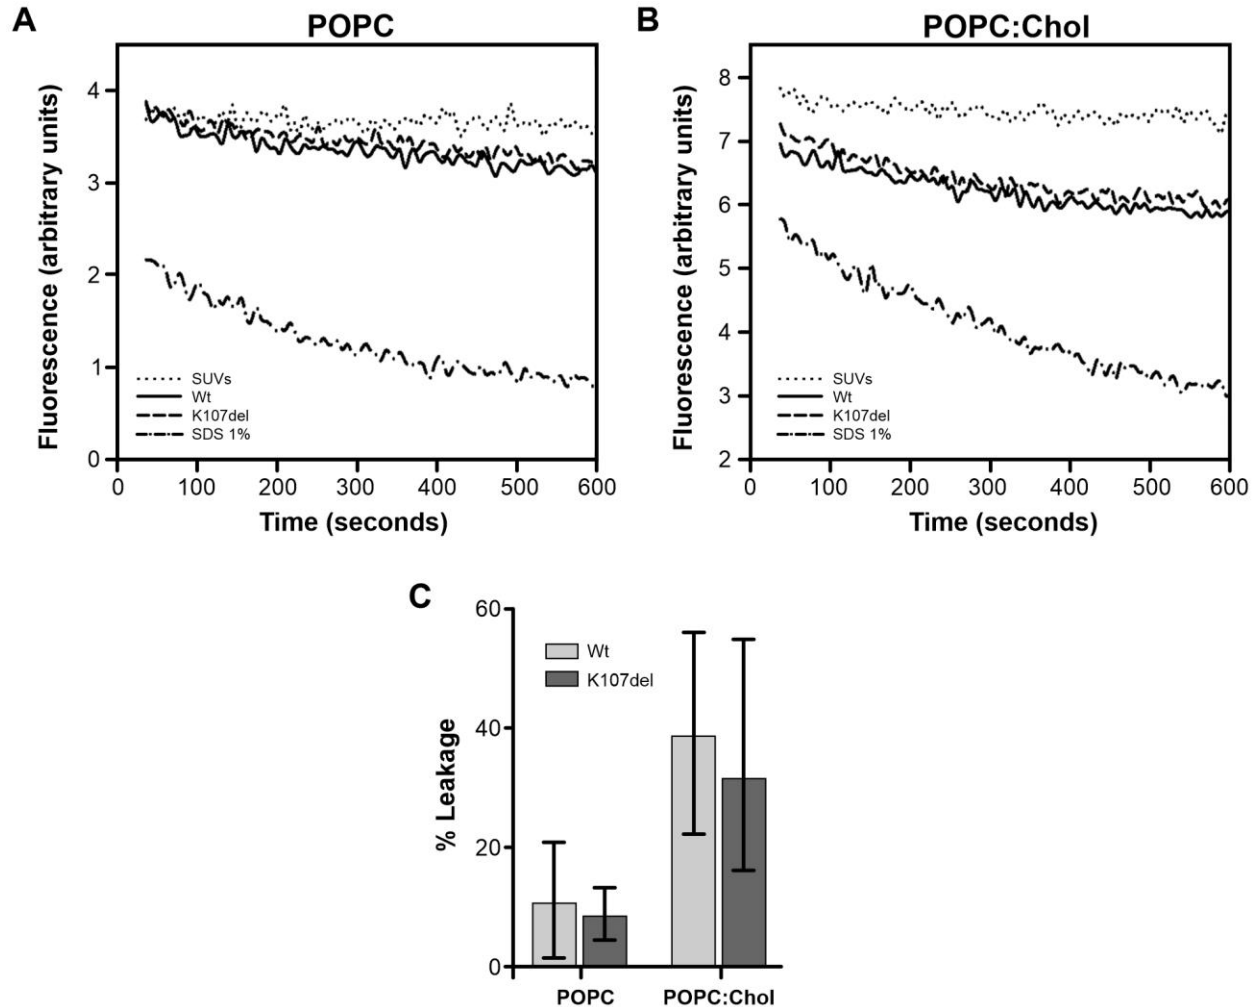 A
POPC
Fluorescence (arbitrary units)
4
3
2
1
0
SUVs
Wt
K107del
SDS 1%
0 100 200 300 400 500 600
Time (seconds)
B
POPC:Chol
Fluorescence (arbitrary units)
8
7
6
5
4
3
2
SUVs
Wt
K107del
SDS 1%
0 100 200 300 400 500 600
Time (seconds)
C
% Leakage
60
40
20
0
Wt
K107del
POPC POPC:Chol